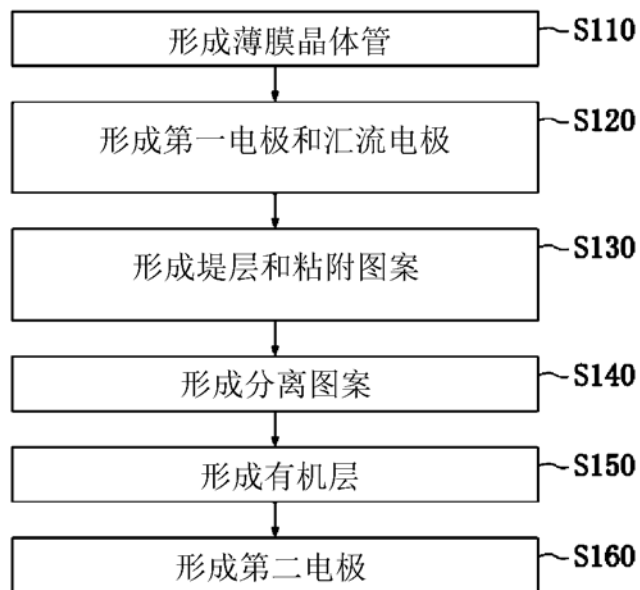 形成薄膜晶体管 S110
形成第一电极和汇流电极 S120
形成堤层和粘附图案 S130
形成分离图案 S140
形成有机层 S150
形成第二电极 S160